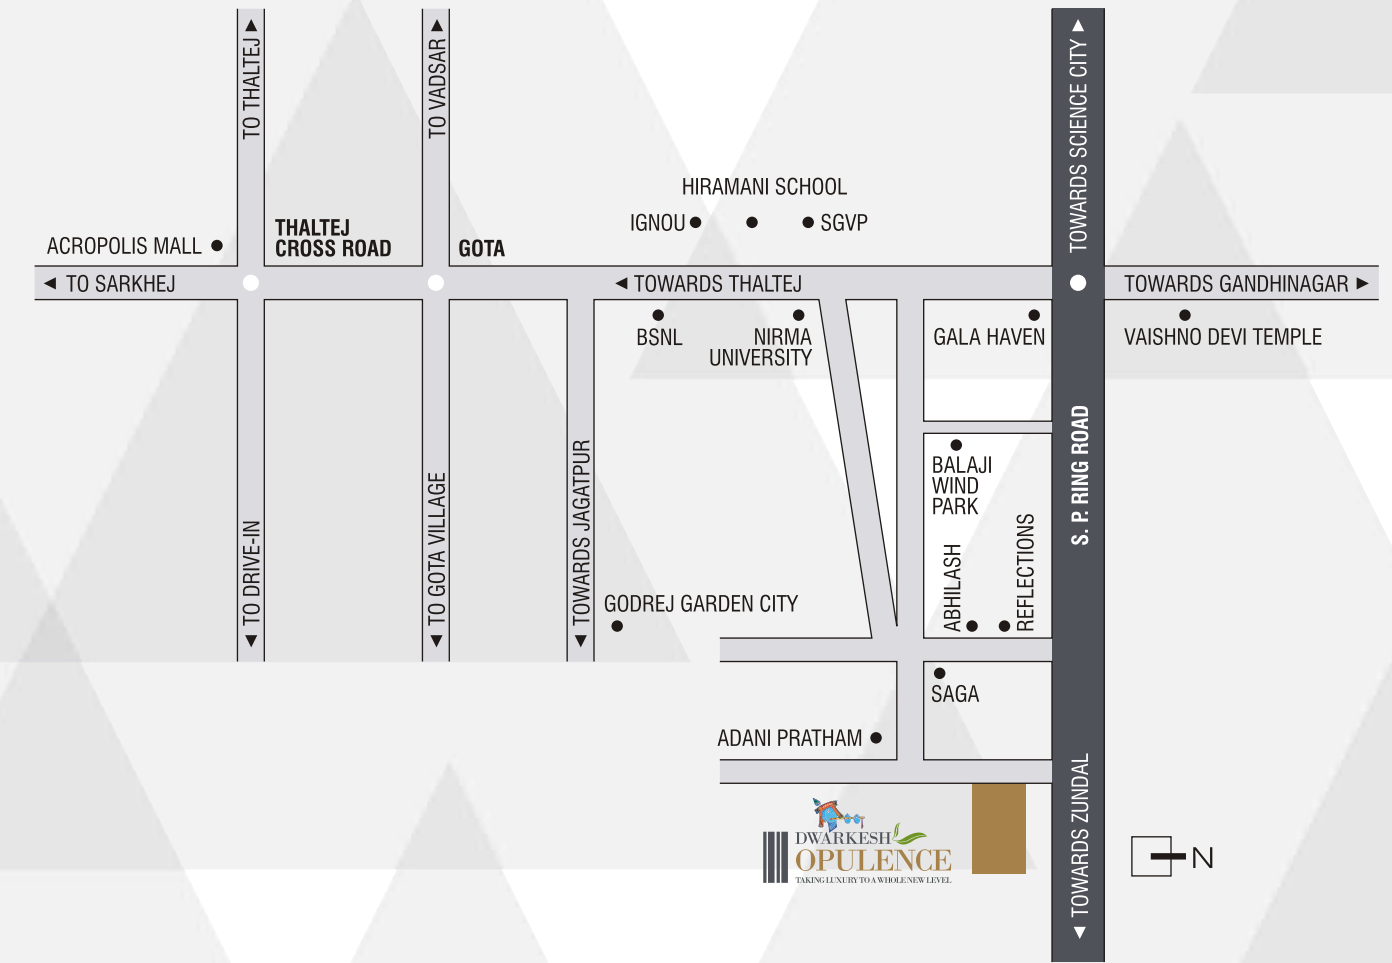 TO THALTEJ
TO VADSAR
TOWARDS SCIENCE CITY
HIRAMANI SCHOOL
IGNOU
SGVP
ACROPOLIS MALL
THALTEJ
CROSS ROAD
GOTA
TO SARKHEJ
TOWARDS THALTEJ
TOWARDS GANDHINAGAR
BSNL
NIRMA
UNIVERSITY
GALA HAVEN
VAISHNO DEVI TEMPLE
S. P. RING ROAD
BALAJI
WIND
PARK
TO DRIVE-IN
TO GOTA VILLAGE
TOWARDS JAGATPUR
ABHILASH
REFLECTIONS
GODREJ GARDEN CITY
SAGA
ADANI PRATHAM
TOWARDS ZUNDAL
DWARKESH
OPULENCE
TAKING LUXURY TO A WHOLE NEW LEVEL
N